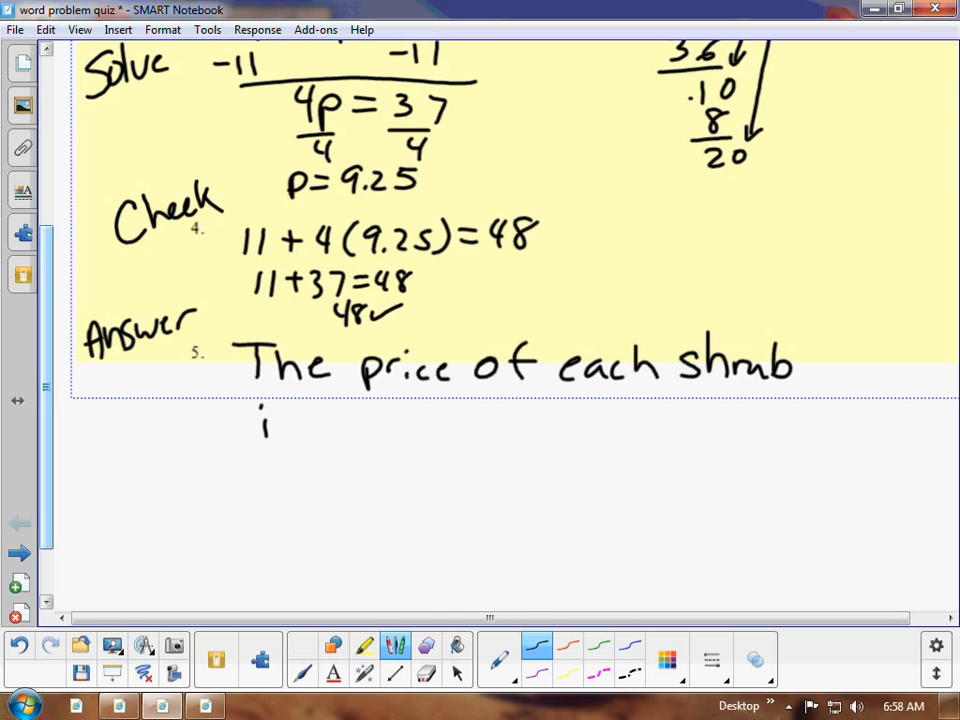 word problem quiz * - SMART Notebook
File Edit View Insert Format Tools Response Add-ons Help
Solve -11 -11
4p = 37
4 4
p = 9.25
36
.10
8
20
Check
4. 11 + 4(9.25) = 48
11 + 37 = 48
48 ✓
Answer
5. The price of each shrub
i
Desktop » 6:58 AM